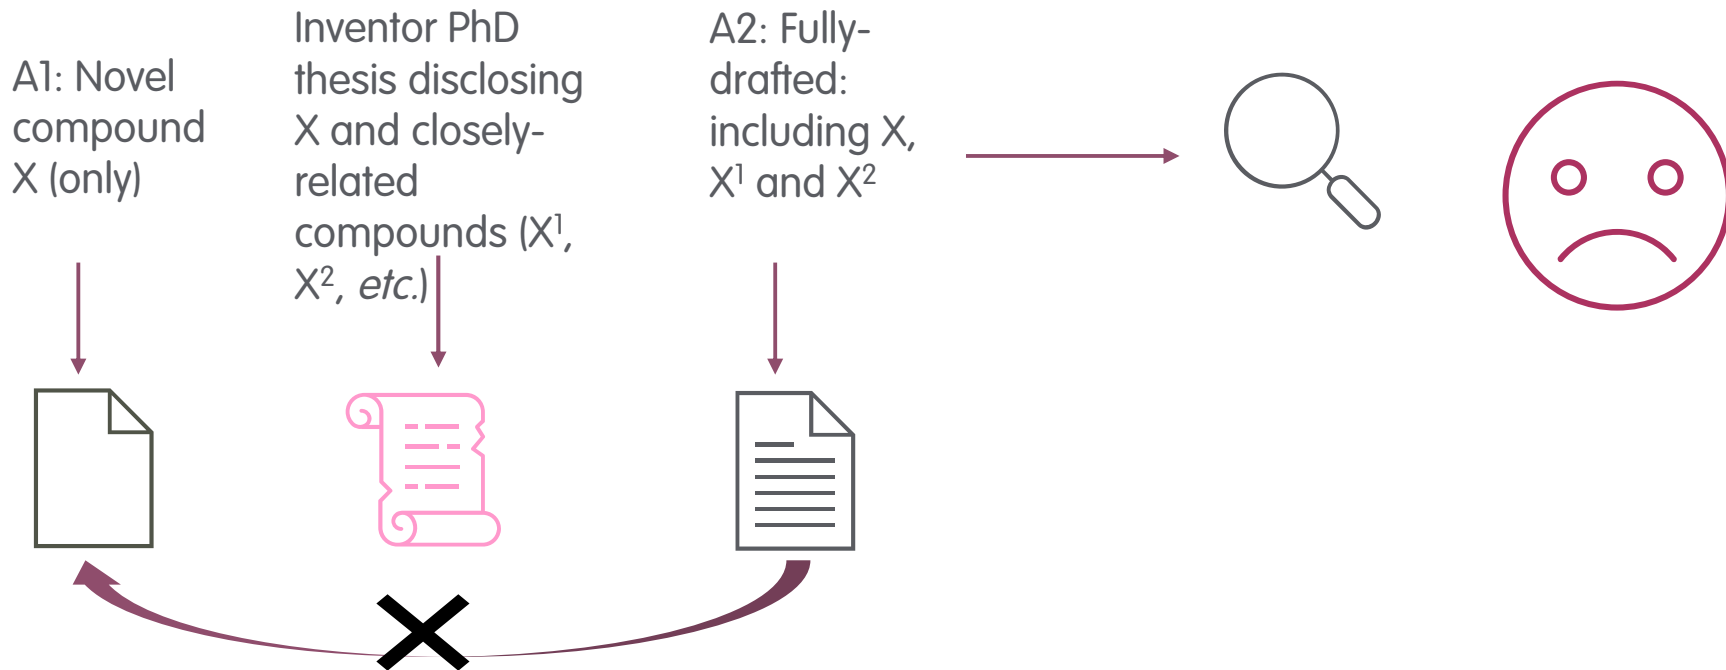 A1: Novel
compound
X (only)
Inventor PhD
thesis disclosing
X and closely-
related
compounds (X¹,
X², etc.)
A2: Fully-
drafted:
including X,
X¹ and X²